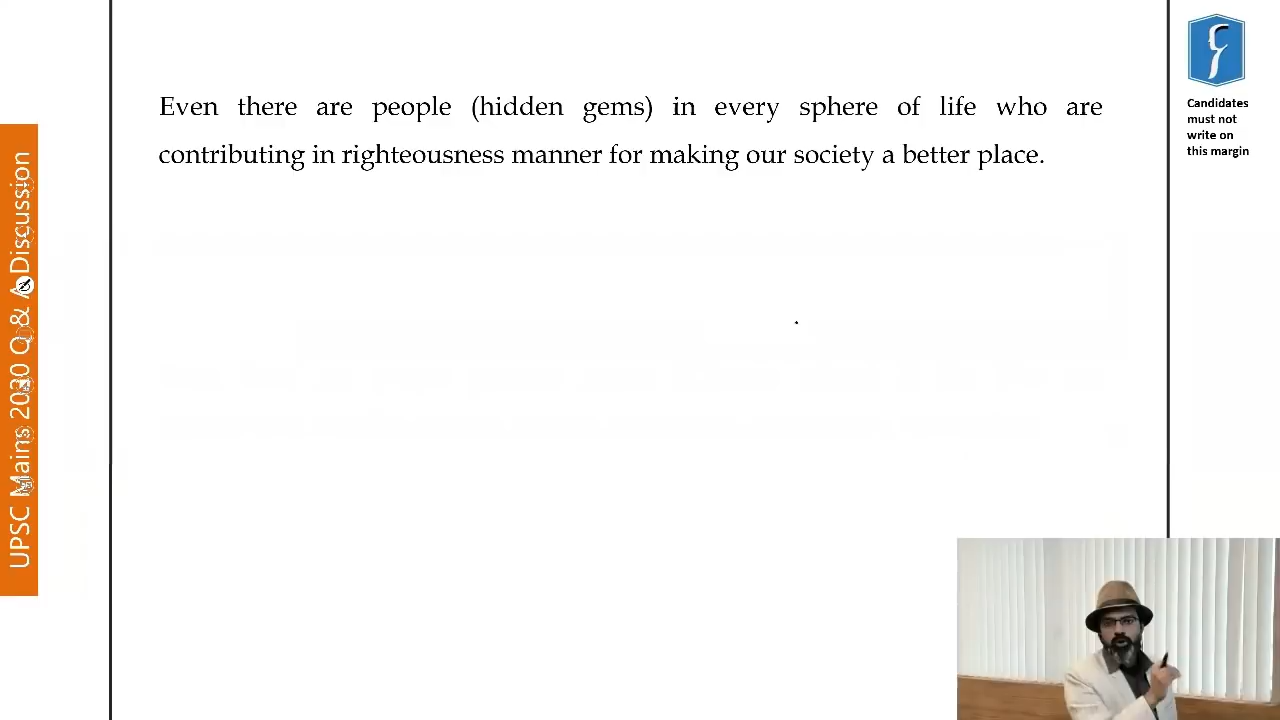 Even there are people (hidden gems) in every sphere of life who are
contributing in righteousness manner for making our society a better place.
Candidates
must not
write on
this margin
UPSC Mains 2020 Q & A Discussion